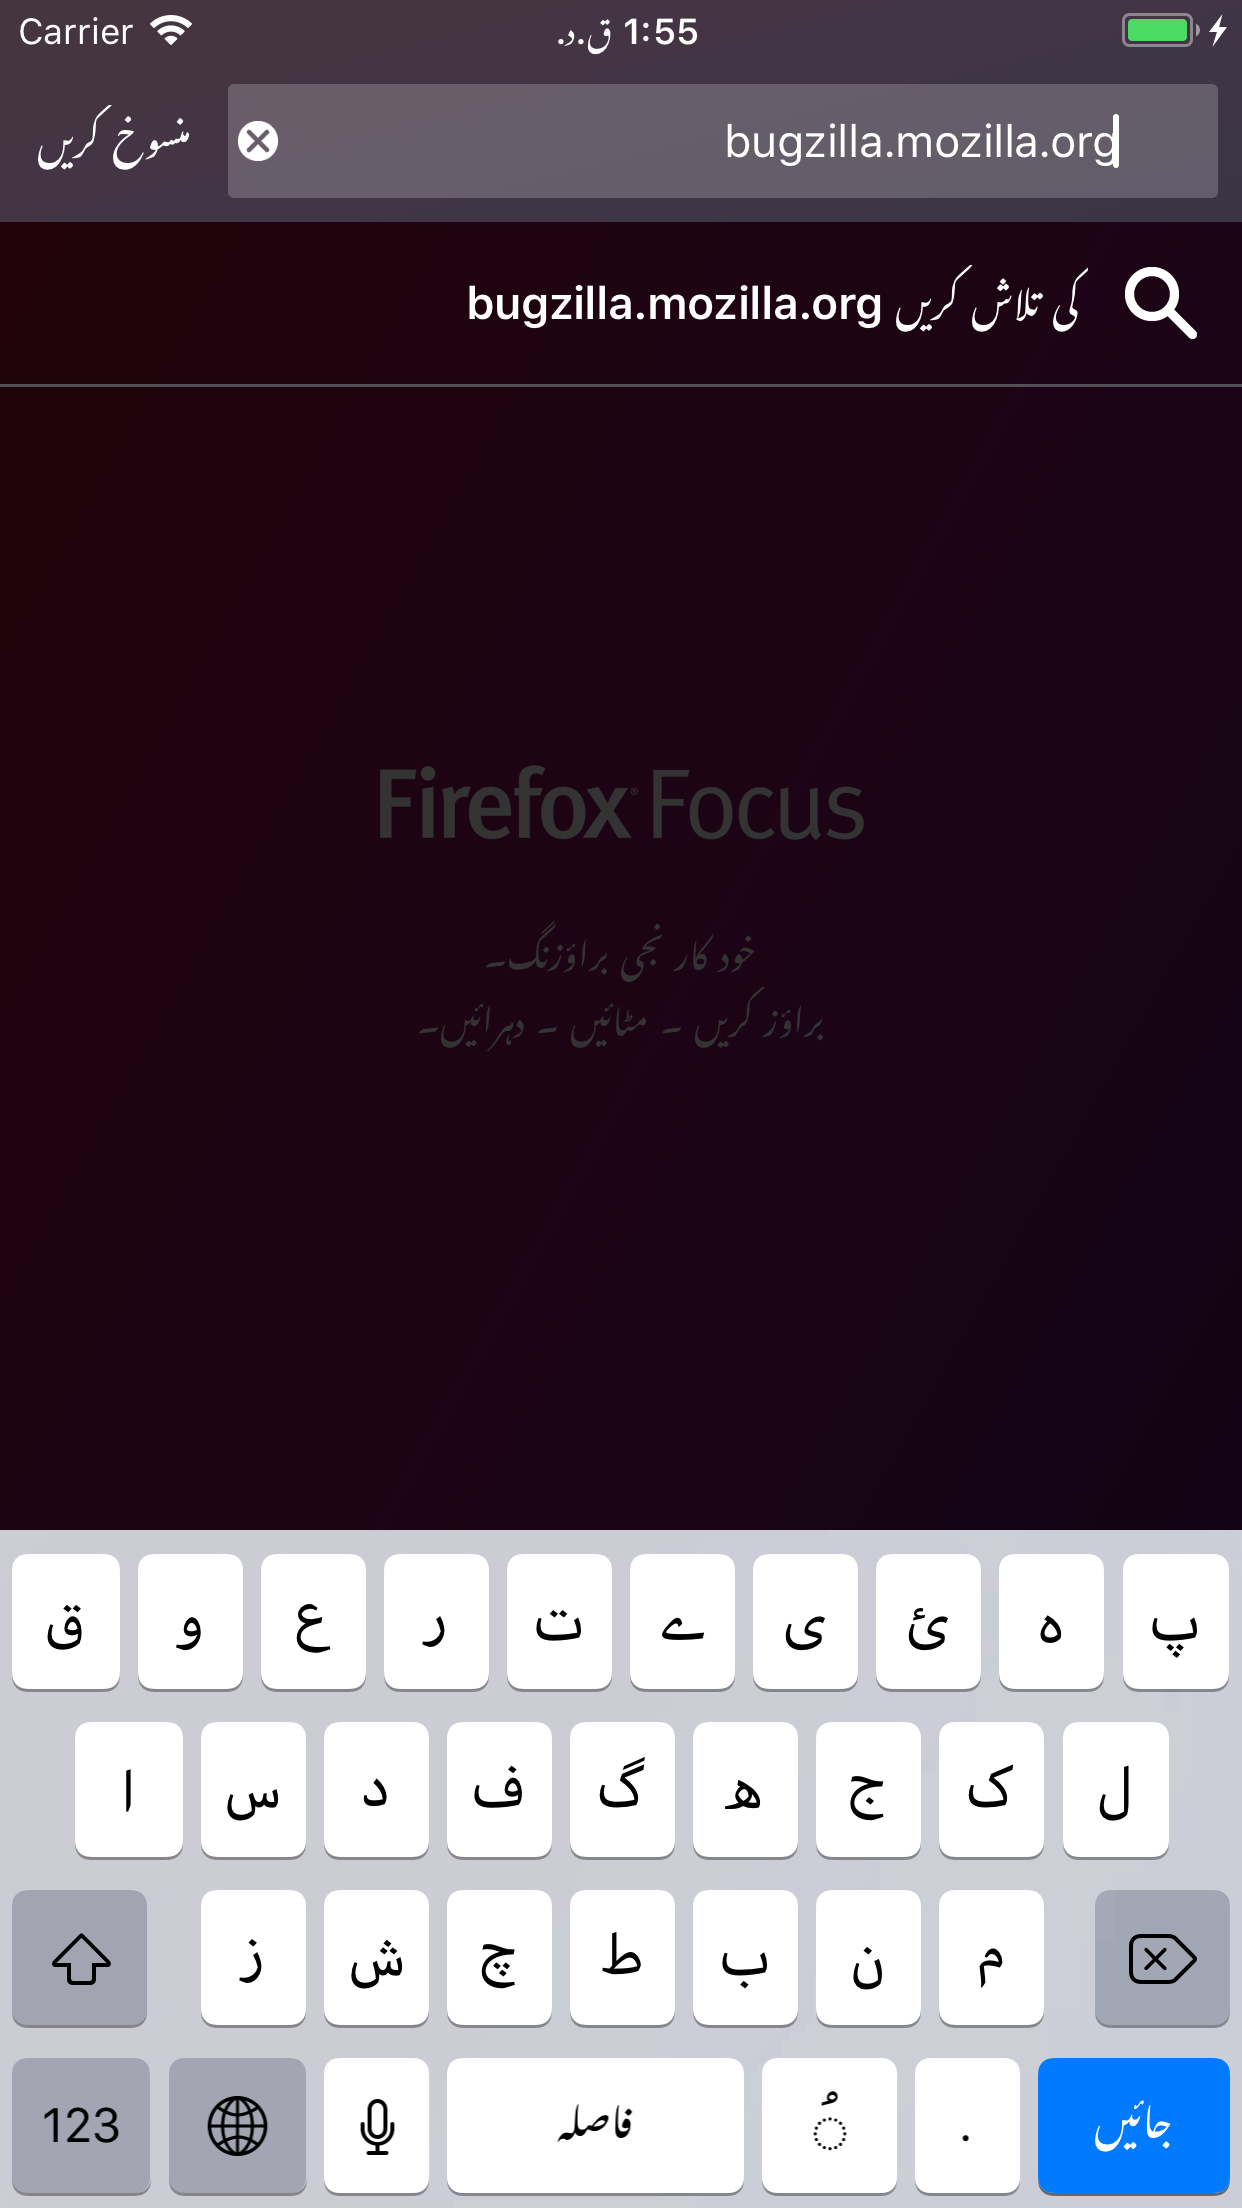 Carrier
1:55 ق.د.
منسوخ کریں
bugzilla.mozilla.org
کی تلاش کریں bugzilla.mozilla.org
Firefox® Focus
خود کار نجی براؤزنگ۔
براؤز کریں ۔ مٹائیں ۔ دہرائیں۔
ق و ع ر ت ے ی ئ ہ پ
ا س د ف گ ھ ج ک ل
ز ش چ ط ب ن م
123 فاصلہ ُ . جائیں